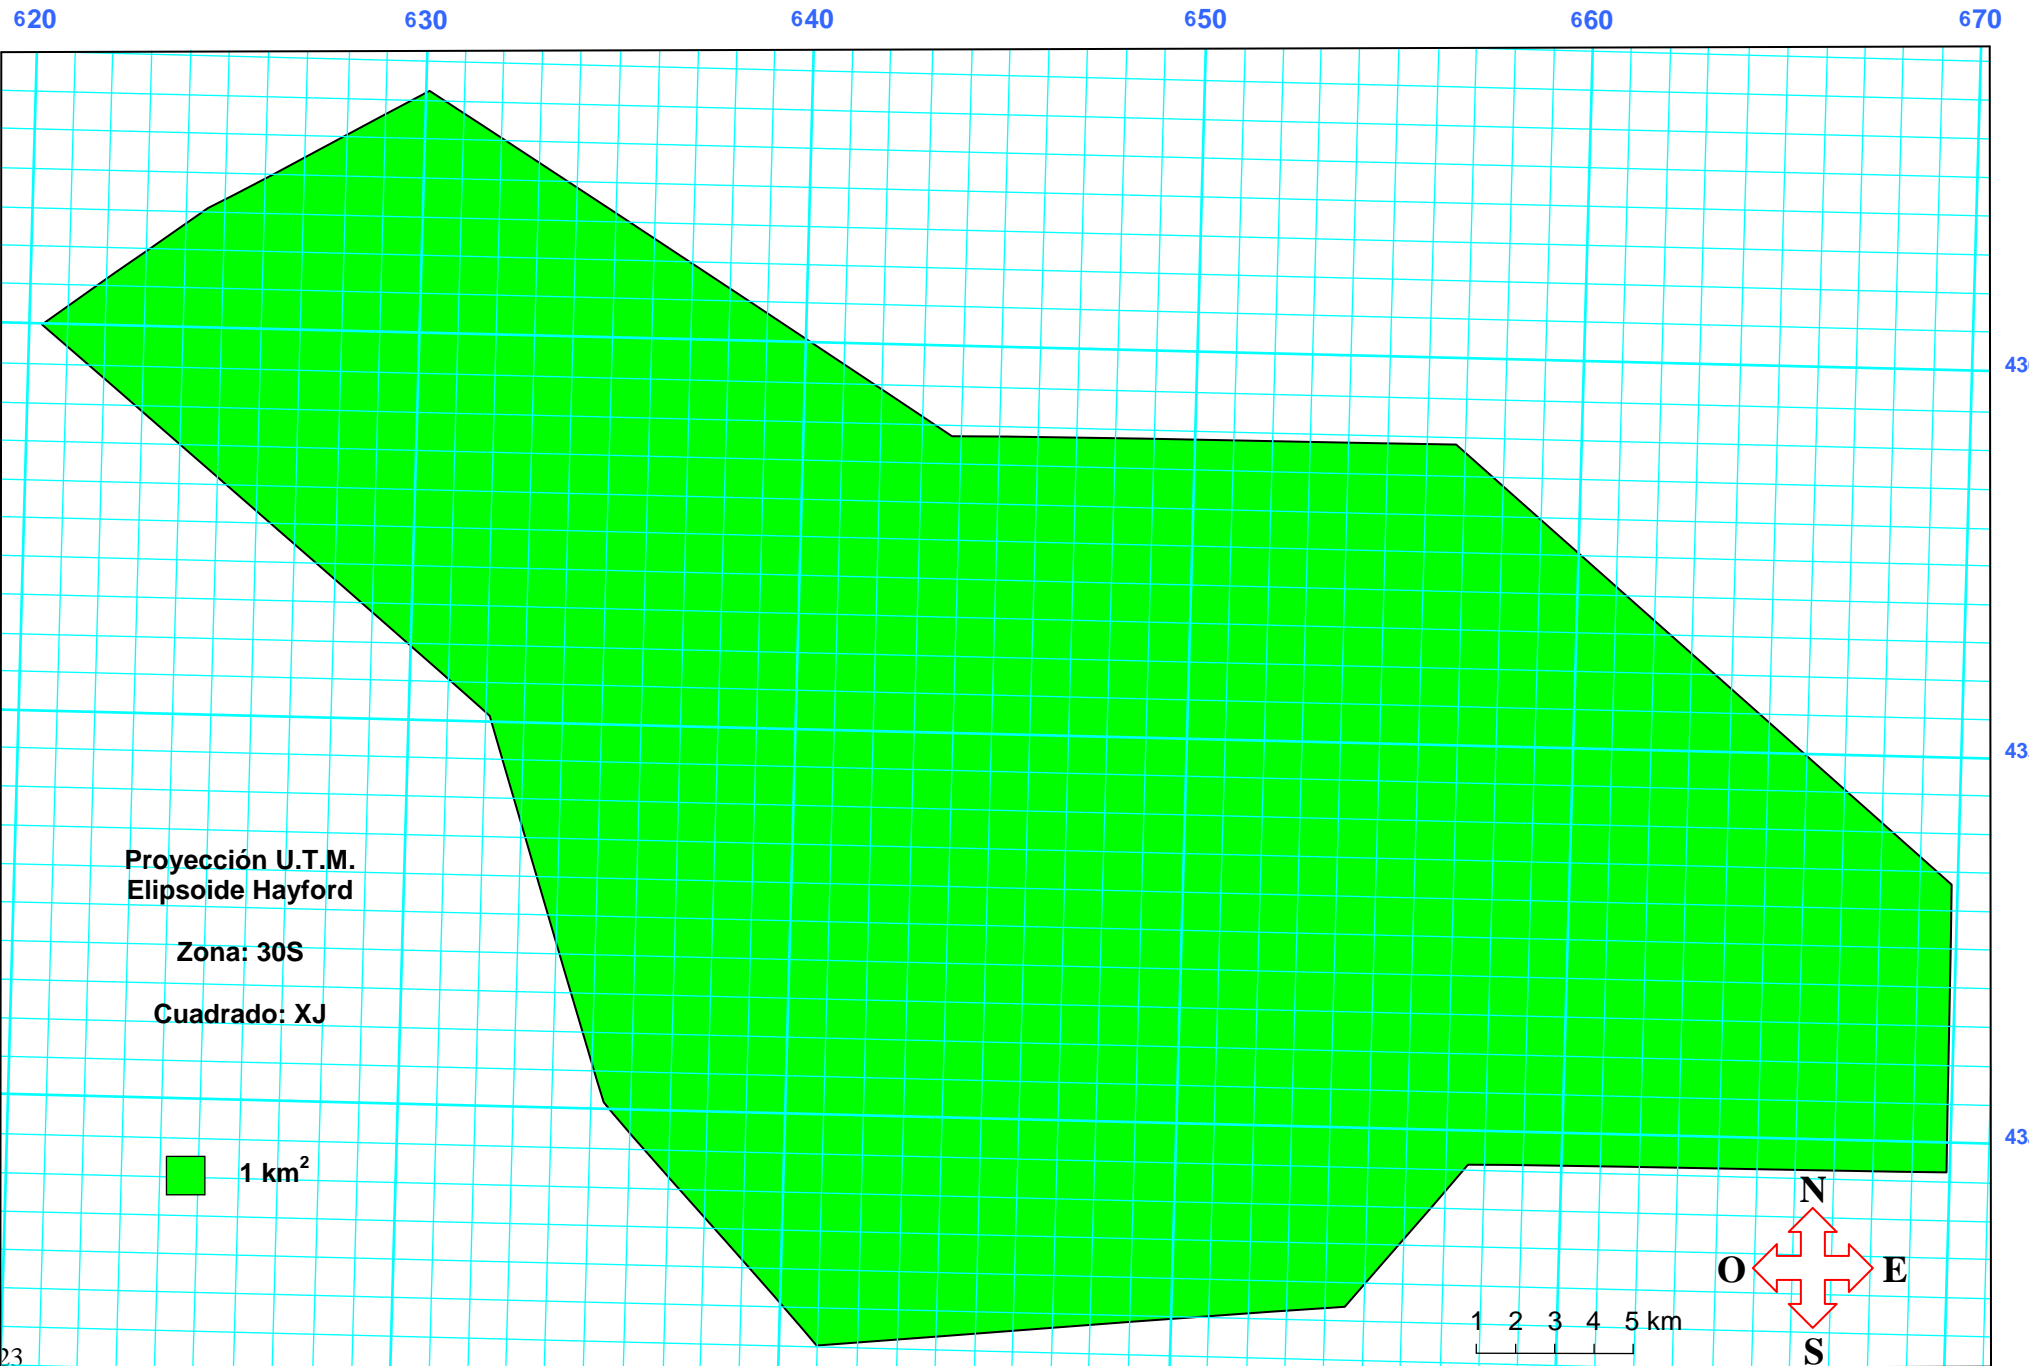 620 630 640 650 660 670
43
43
43
Proyección U.T.M.
Elipsoide Hayford
Zona: 30S
Cuadrado: XJ
1 km²
N
O E
S
1 2 3 4 5 km
23